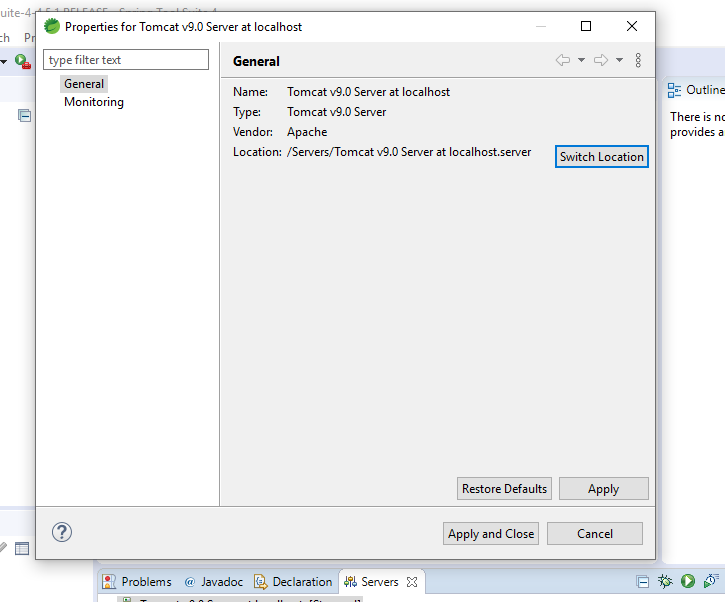 Properties for Tomcat v9.0 Server at localhost
type filter text
General
Monitoring
General
Name: Tomcat v9.0 Server at localhost
Type: Tomcat v9.0 Server
Vendor: Apache
Location: /Servers/Tomcat v9.0 Server at localhost.server
Switch Location
Restore Defaults
Apply
Apply and Close
Cancel
Outline
There is no
provides a
Problems
Javadoc
Declaration
Servers